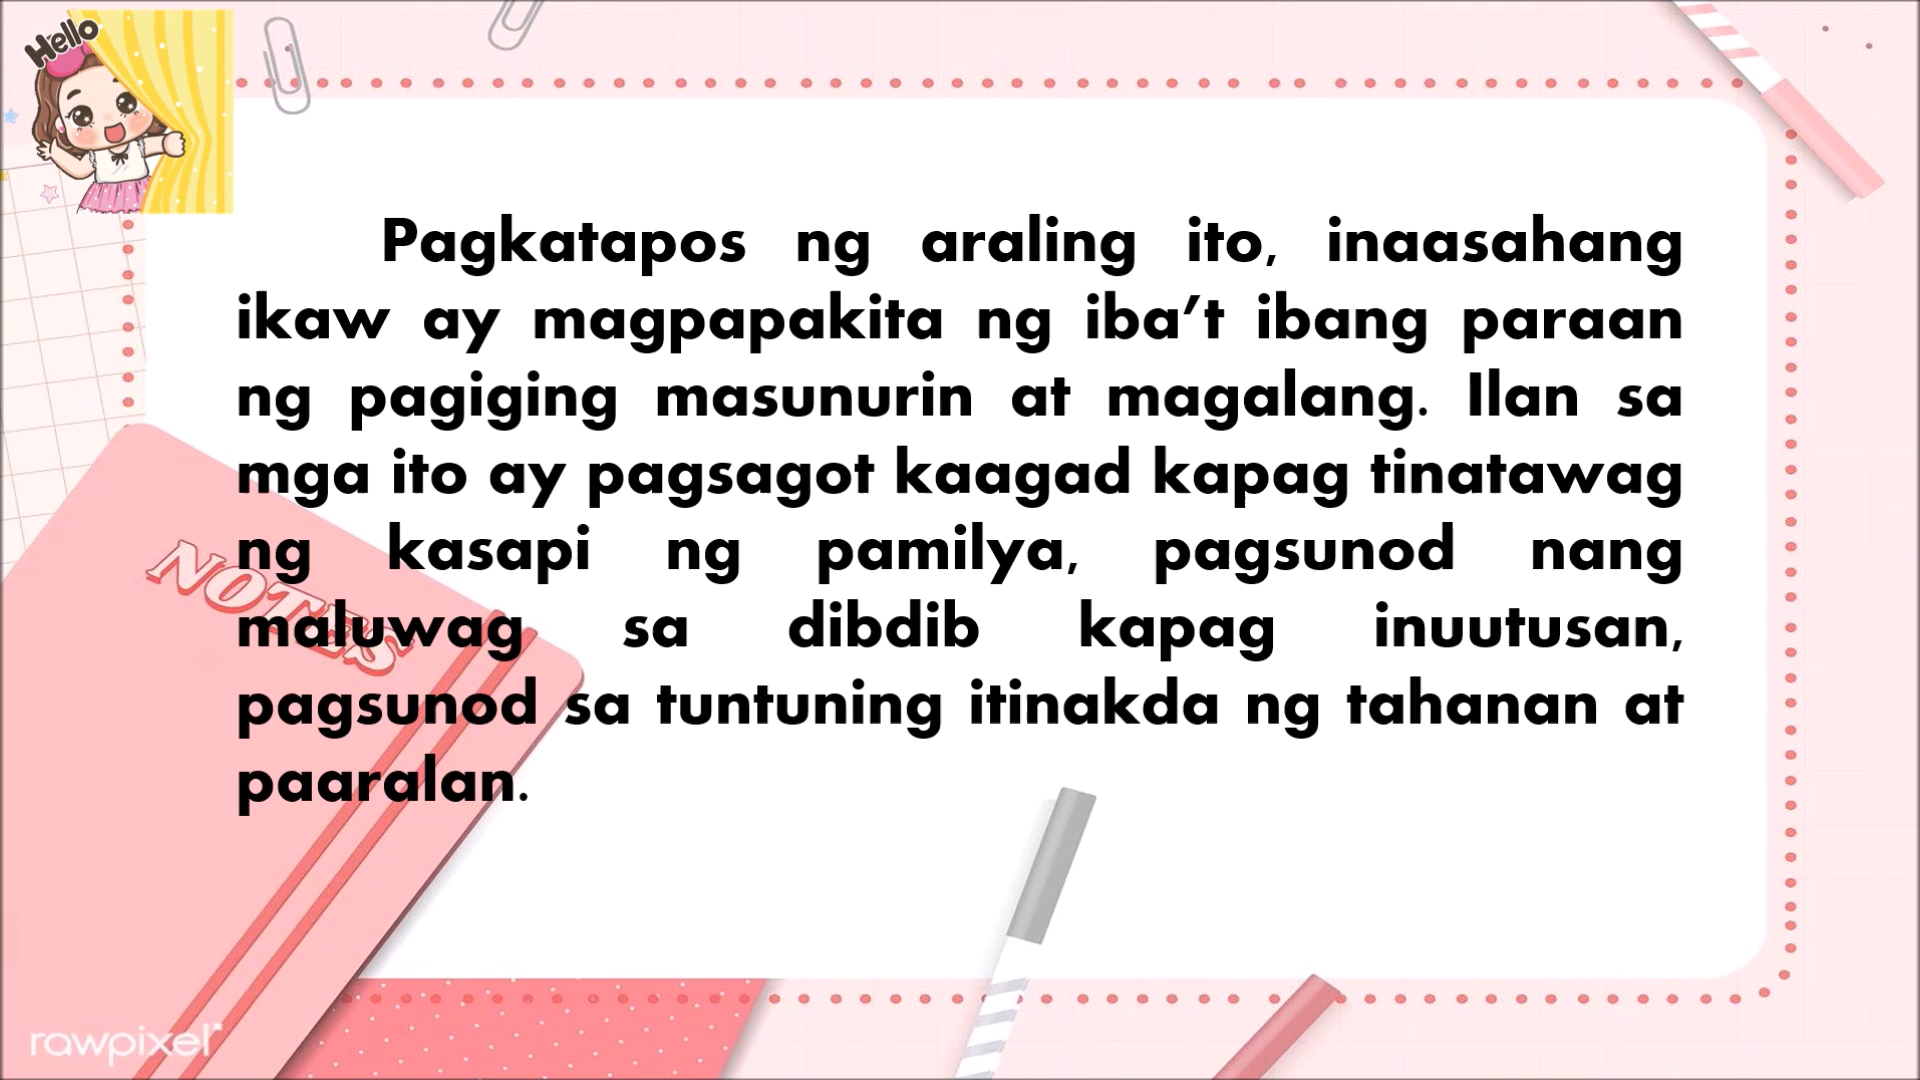 Hello
Pagkatapos ng araling ito, inaasahang
ikaw ay magpapakita ng iba’t ibang paraan
ng pagiging masunurin at magalang. Ilan sa
mga ito ay pagsagot kaagad kapag tinatawag
ng kasapi ng pamilya, pagsunod nang
maluwag sa dibdib kapag inuutusan,
pagsunod sa tuntuning itinakda ng tahanan at
paaralan.
NOTES
rawpixel